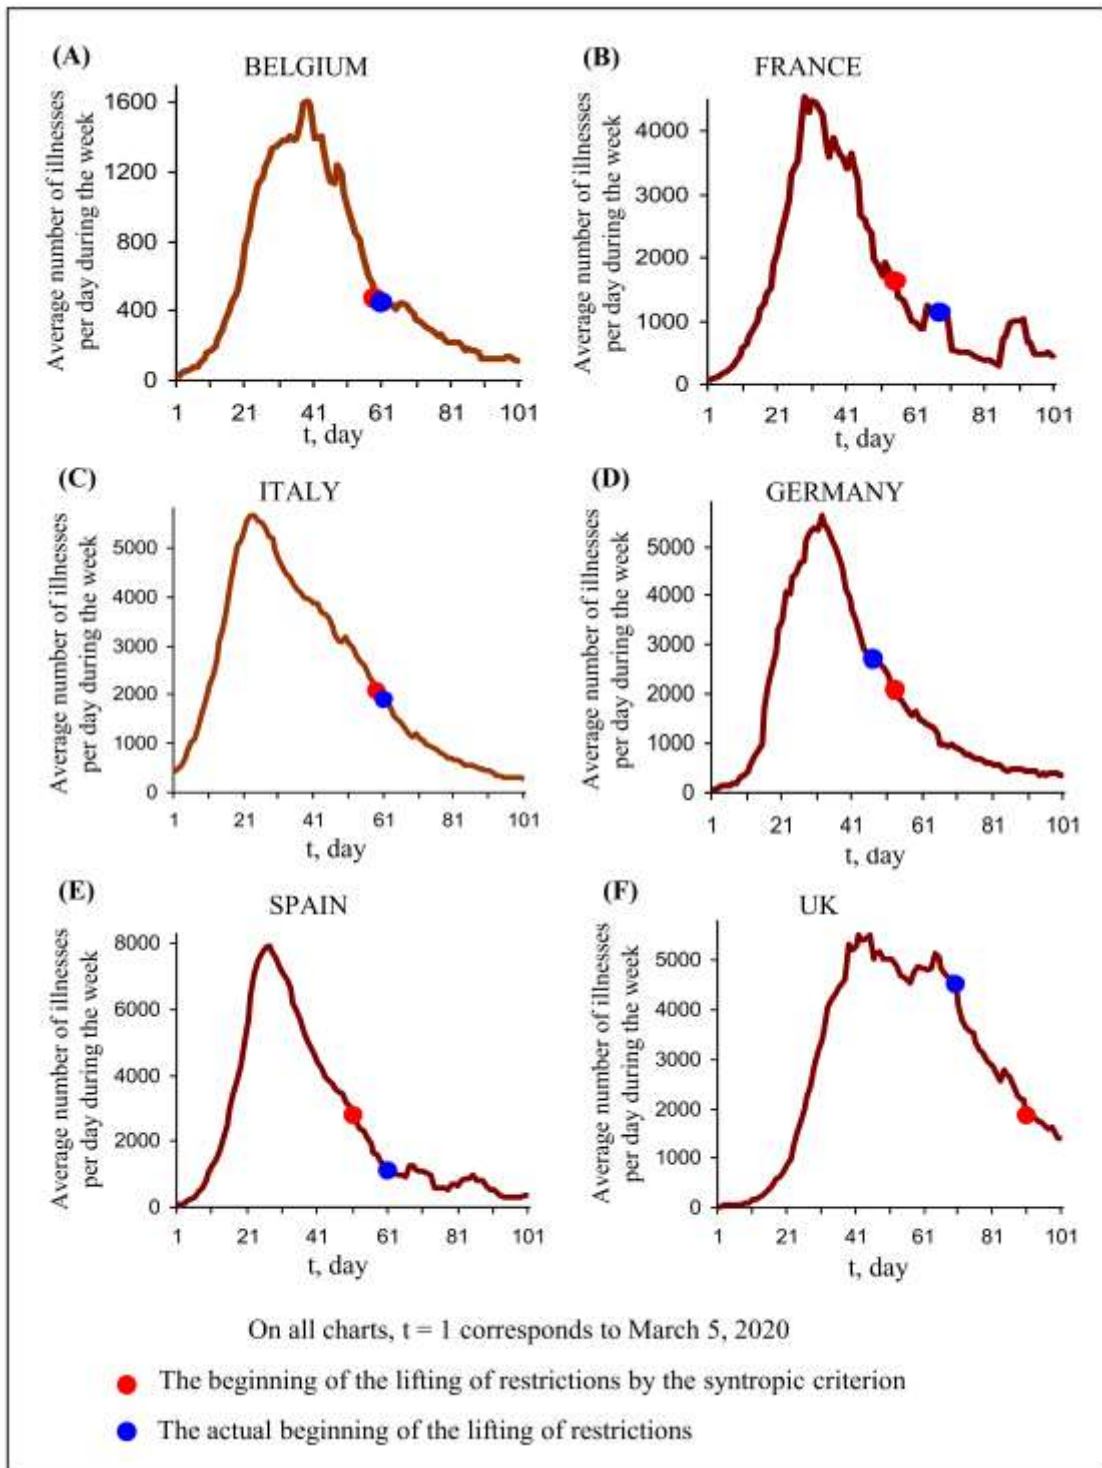 (A)
BELGIUM
Average number of illnesses
per day during the week
1600
1200
800
400
0
1 21 41 61 81 101
t, day
(B)
FRANCE
Average number of illnesses
per day during the week
4000
3000
2000
1000
0
1 21 41 61 81 101
t, day
(C)
ITALY
Average number of illnesses
per day during the week
5000
4000
3000
2000
1000
0
1 21 41 61 81 101
t, day
(D)
GERMANY
Average number of illnesses
per day during the week
5000
4000
3000
2000
1000
0
1 21 41 61 81 101
t, day
(E)
SPAIN
Average number of illnesses
per day during the week
8000
6000
4000
2000
0
1 21 41 61 81 101
t, day
(F)
UK
Average number of illnesses
per day during the week
5000
4000
3000
2000
1000
0
1 21 41 61 81 101
t, day
On all charts, t = 1 corresponds to March 5, 2020
The beginning of the lifting of restrictions by the syntropic criterion
The actual beginning of the lifting of restrictions